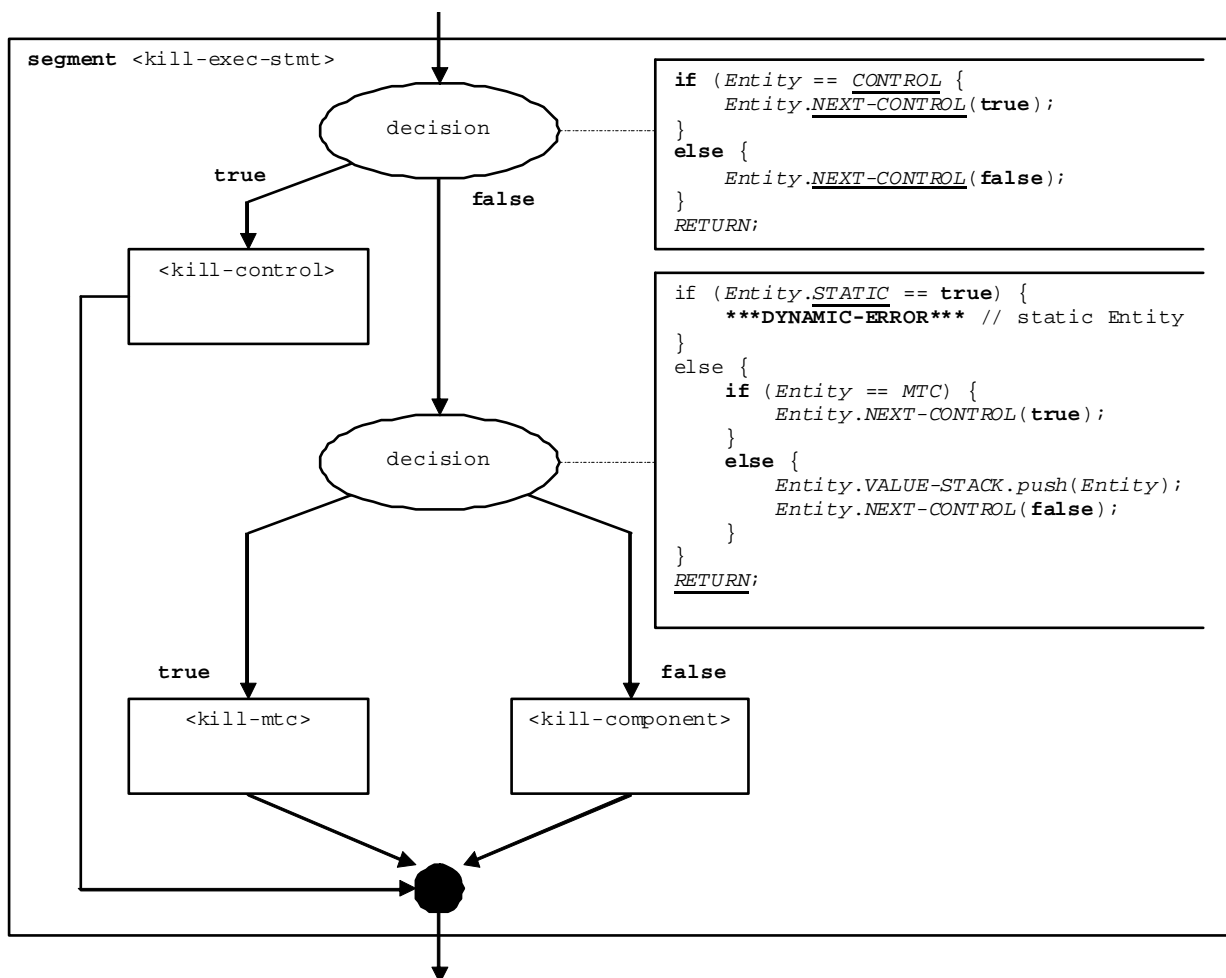 segment <kill-exec-stmt>
decision
if (Entity == CONTROL {
Entity.NEXT-CONTROL(true);
}
else {
Entity.NEXT-CONTROL(false);
}
RETURN;
true
false
<kill-control>
if (Entity.STATIC == true) {
***DYNAMIC-ERROR*** // static Entity
}
else {
if (Entity == MTC) {
Entity.NEXT-CONTROL(true);
}
else {
Entity.VALUE-STACK.push(Entity);
Entity.NEXT-CONTROL(false);
}
}
RETURN;
decision
true
false
<kill-mtc>
<kill-component>